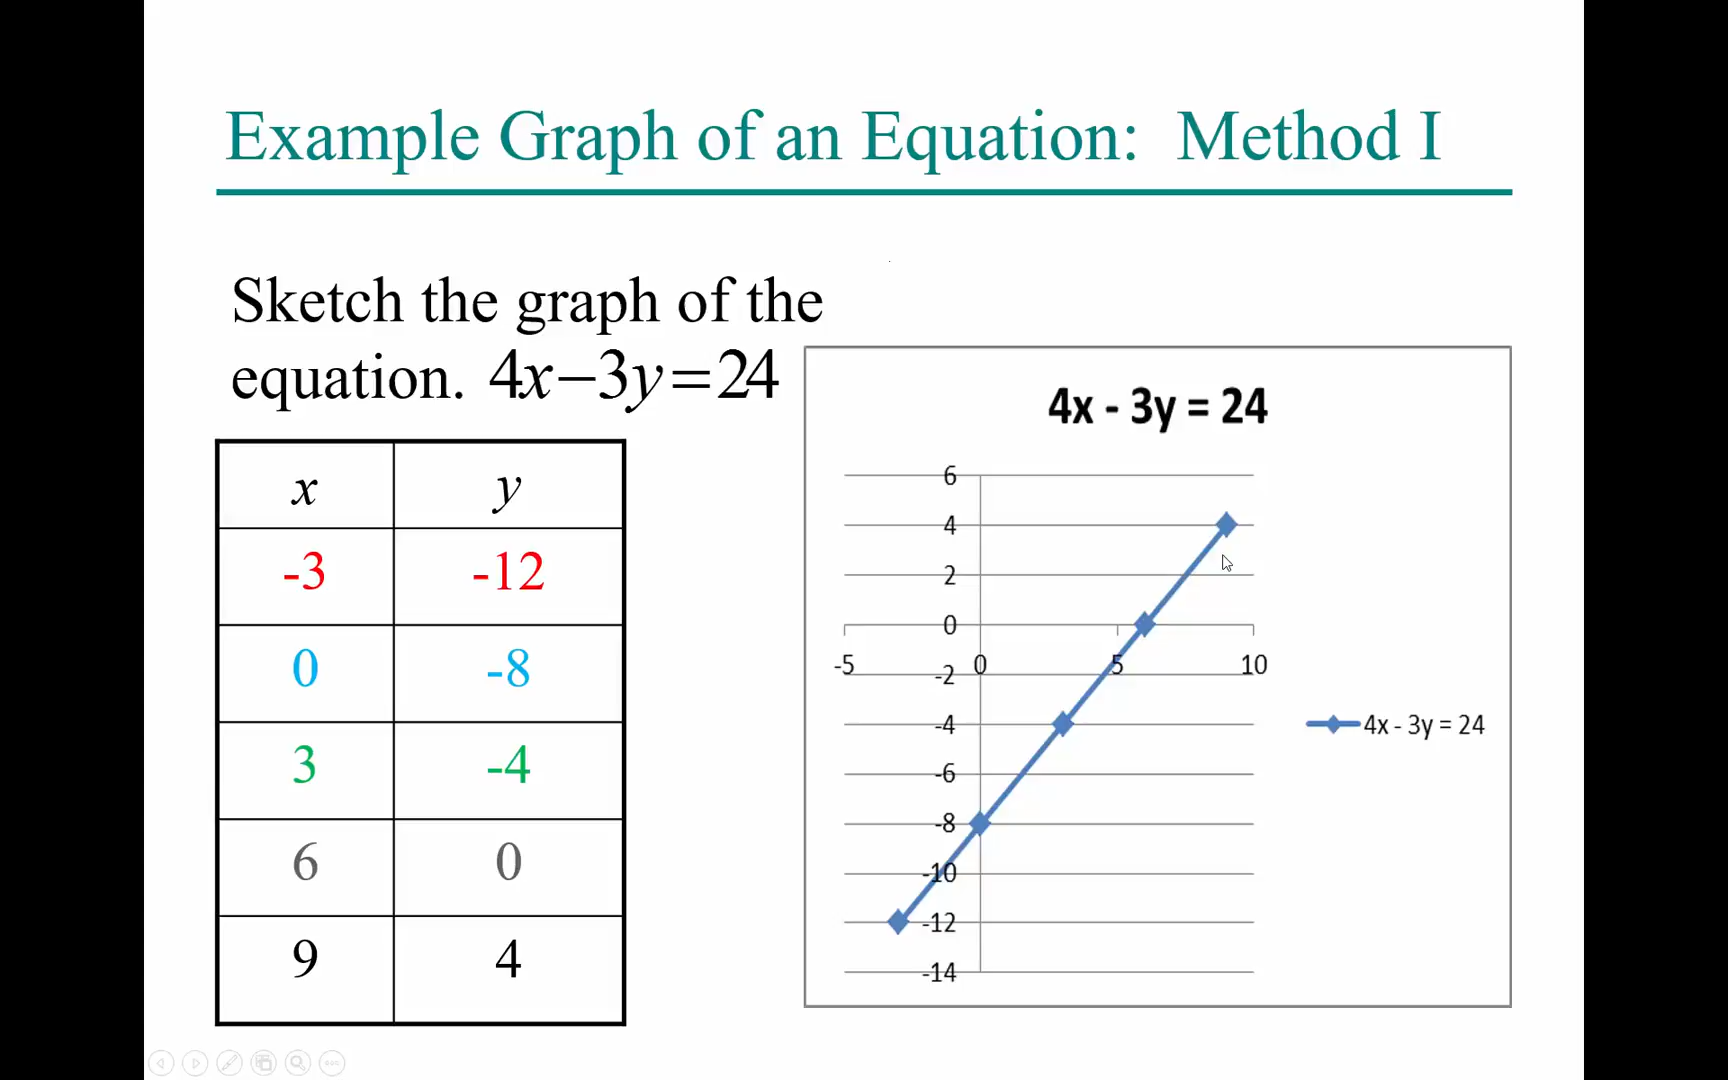 Example Graph of an Equation: Method I
Sketch the graph of the
equation. 4x−3y=24
x y
-3 -12
0 -8
3 -4
6 0
9 4
4x - 3y = 24
6
4
2
0
-5 0 5 10
-2
-4
4x - 3y = 24
-6
-8
-10
-12
-14